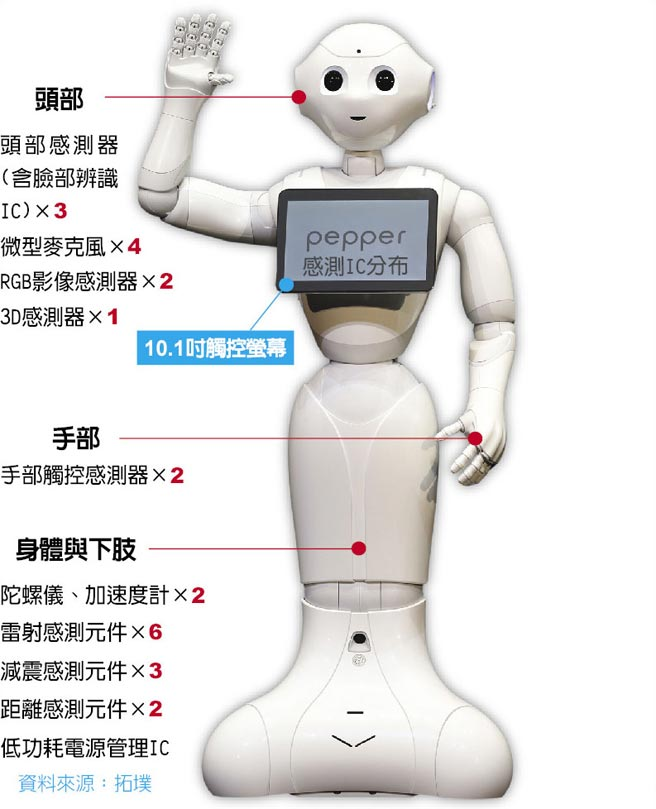 頭部
頭部感測器
(含臉部辨識
IC)×3
微型麥克風×4
RGB影像感測器×2
3D感測器×1
pepper
感測IC分布
10.1吋觸控螢幕
手部
手部觸控感測器×2
身體與下肢
陀螺儀、加速度計×2
雷射感測元件×6
減震感測元件×3
距離感測元件×2
低功耗電源管理IC
資料來源：拓墣